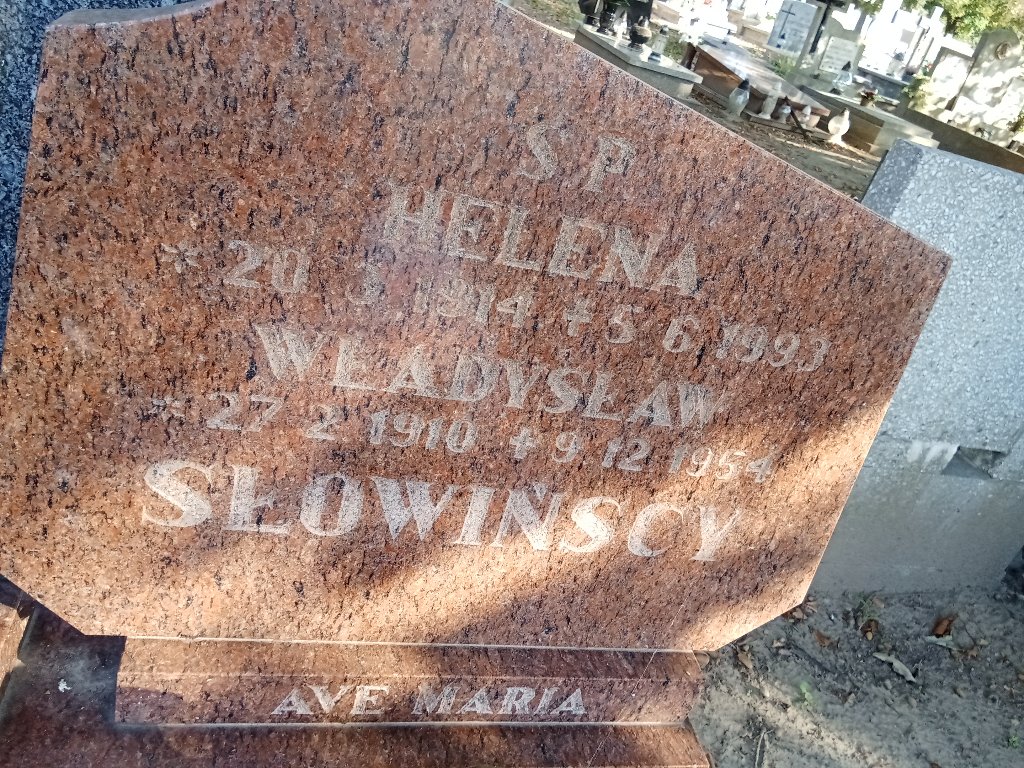 Ś.P
HELENA
* 20 3 1914 + 5 6 1993
WŁADYSŁAW
* 27 2 1910 + 9 12 1954
SŁOWIŃSCY
AVE MARIA